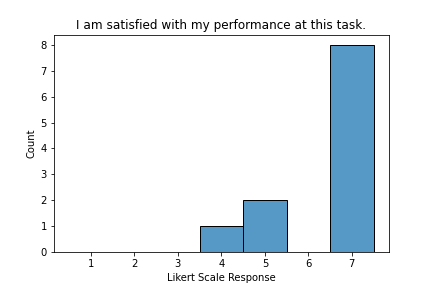 I am satisfied with my performance at this task.
8
7
6
5
4
3
2
1
0
Count
1 2 3 4 5 6 7
Likert Scale Response